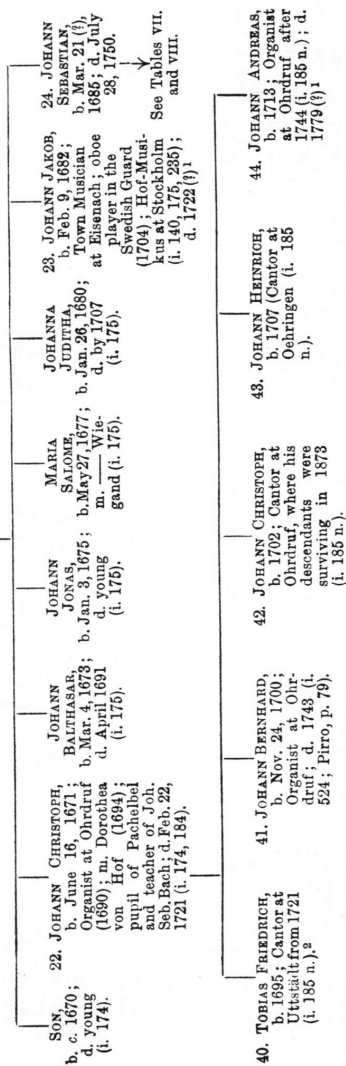 SON,
b. c. 1670;
d. young
(i. 174).
22. JOHANN CHRISTOPH,
b. June 16, 1671;
Organist at Ohrdruf
(1690); m. Dorothea
von Hof (1694);
pupil of Pachelbel
and teacher of Joh.
Seb. Bach; d. Feb. 22,
1721 (i. 174, 184).
JOHANN
BALTHASAR,
b. Mar. 4, 1673;
d. April 1691
(i. 175).
JOHANN
JONAS,
b. Jan. 3, 1675;
d. young
(i. 175).
MARIA
SALOME,
b. May 27, 1677;
m. —— Wie-
gand (i. 175).
JOHANNA
JUDITHA,
b. Jan. 26, 1680;
d. by 1707
(i. 175).
23. JOHANN JAKOB,
b. Feb. 9, 1682;
Town Musician
at Eisenach; oboe
player in the
Swedish Guard
(1704); Hof-Musi-
kus at Stockholm
(i. 140, 175, 235);
d. 1722 (?)¹
24. JOHANN
SEBASTIAN,
b. Mar. 21 (?),
1685; d. July
28, 1750.
See Tables VII.
and VIII.
40. TOBIAS FRIEDRICH,
b. 1695; Cantor at
Uttstädt from 1721
(i. 185 n.).²
41. JOHANN BERNHARD,
b. Nov. 24, 1700;
Organist at Ohr-
druf; d. 1743 (i.
524; Pirro, p. 79).
42. JOHANN CHRISTOPH,
b. 1702; Cantor at
Ohrdruf, where his
descendants were
surviving in 1873
(i. 185 n.).
43. JOHANN HEINRICH,
b. 1707 (Cantor at
Oehringen (i. 185
n.).
44. JOHANN ANDREAS,
b. 1713; Organist
at Ohrdruf after
1744 (i. 185 n.); d.
1779 (?)¹